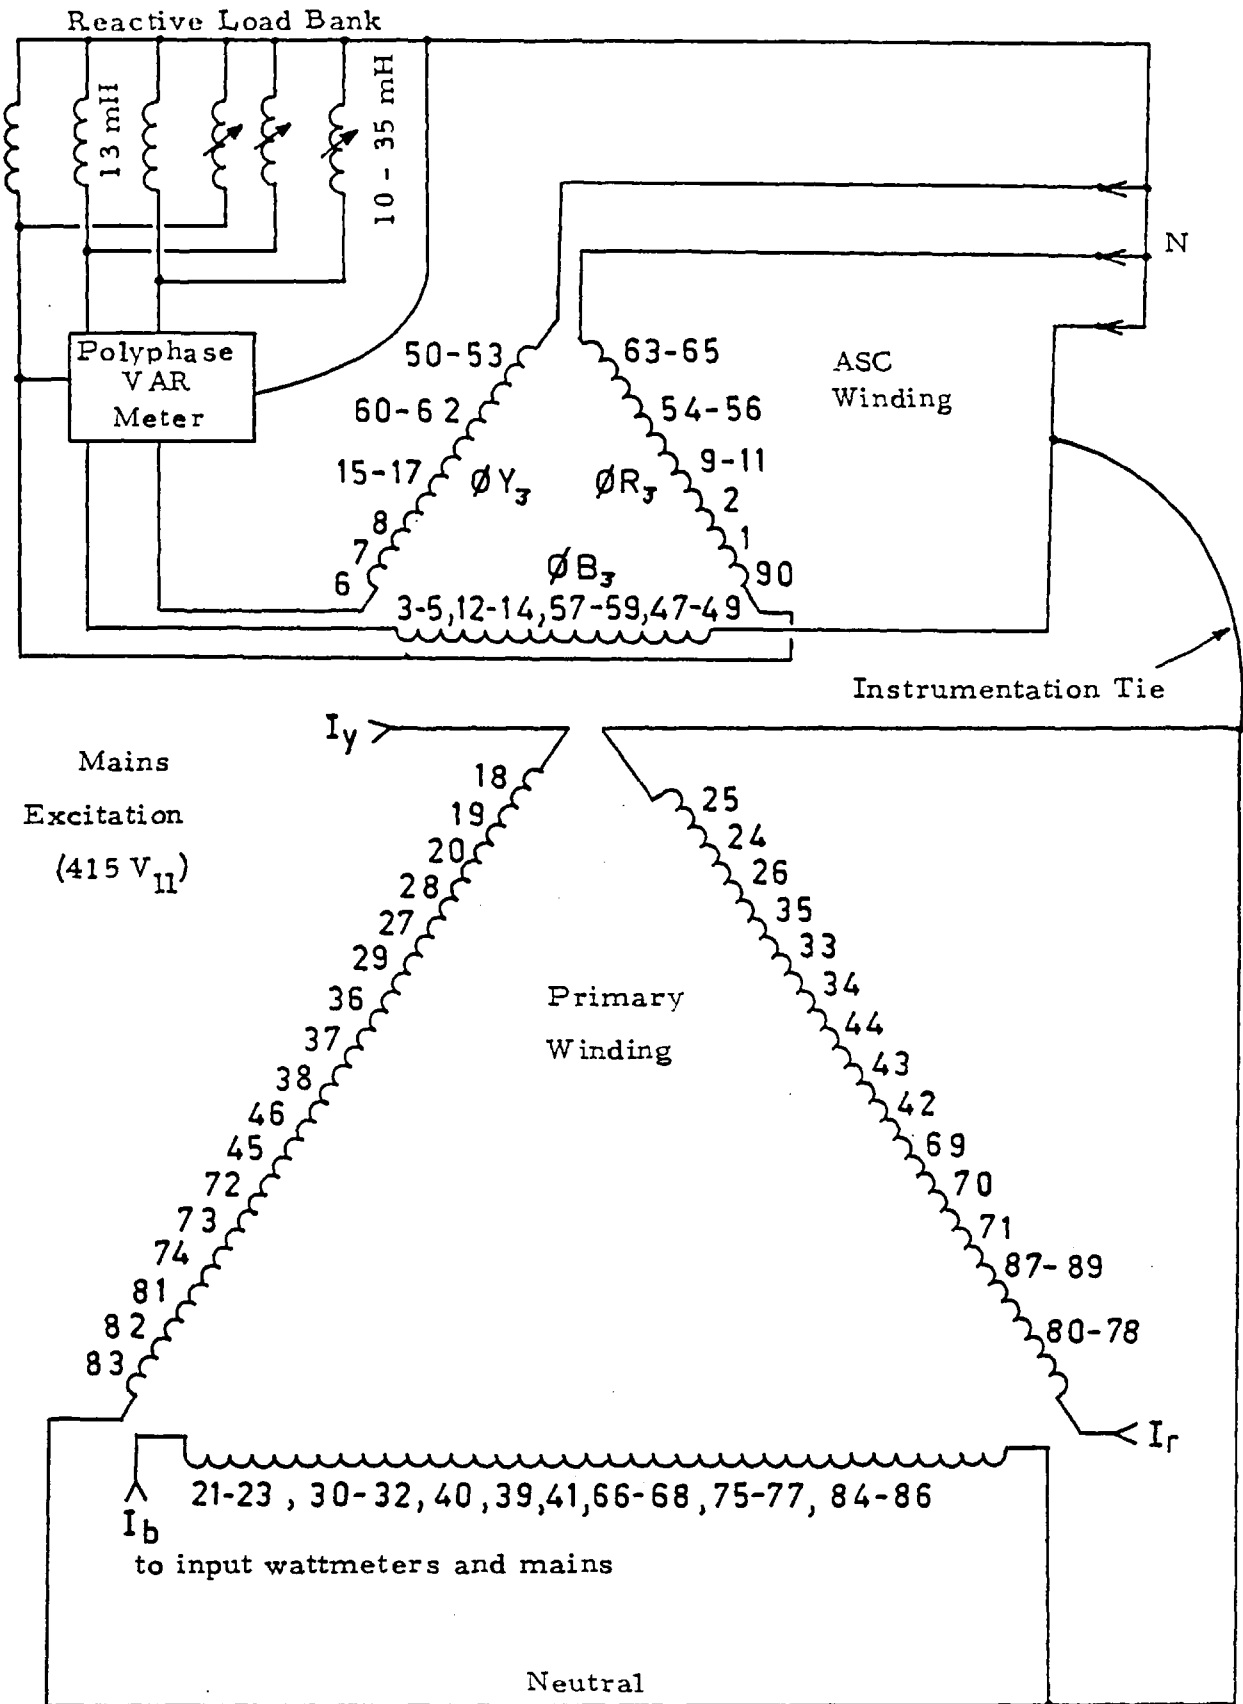 Reactive Load Bank
13 mH
10 - 35 mH
N
Polyphase
VAR
Meter
50-53
60-62
15-17
8
7
6
ØY₃
63-65
54-56
9-11
2
1
90
ØR₃
ASC
Winding
ØB₃
3-5,12-14,57-59,47-49
Instrumentation Tie
Mains
Excitation
(415 V₁₁)
Iy
18
19
20
28
27
29
36
37
38
46
45
72
73
74
81
82
83
25
24
26
35
33
34
44
43
42
69
70
71
87-89
80-78
Primary
Winding
Ir
21-23 , 30-32, 40 ,39,41,66-68,75-77, 84-86
Ib
to input wattmeters and mains
Neutral